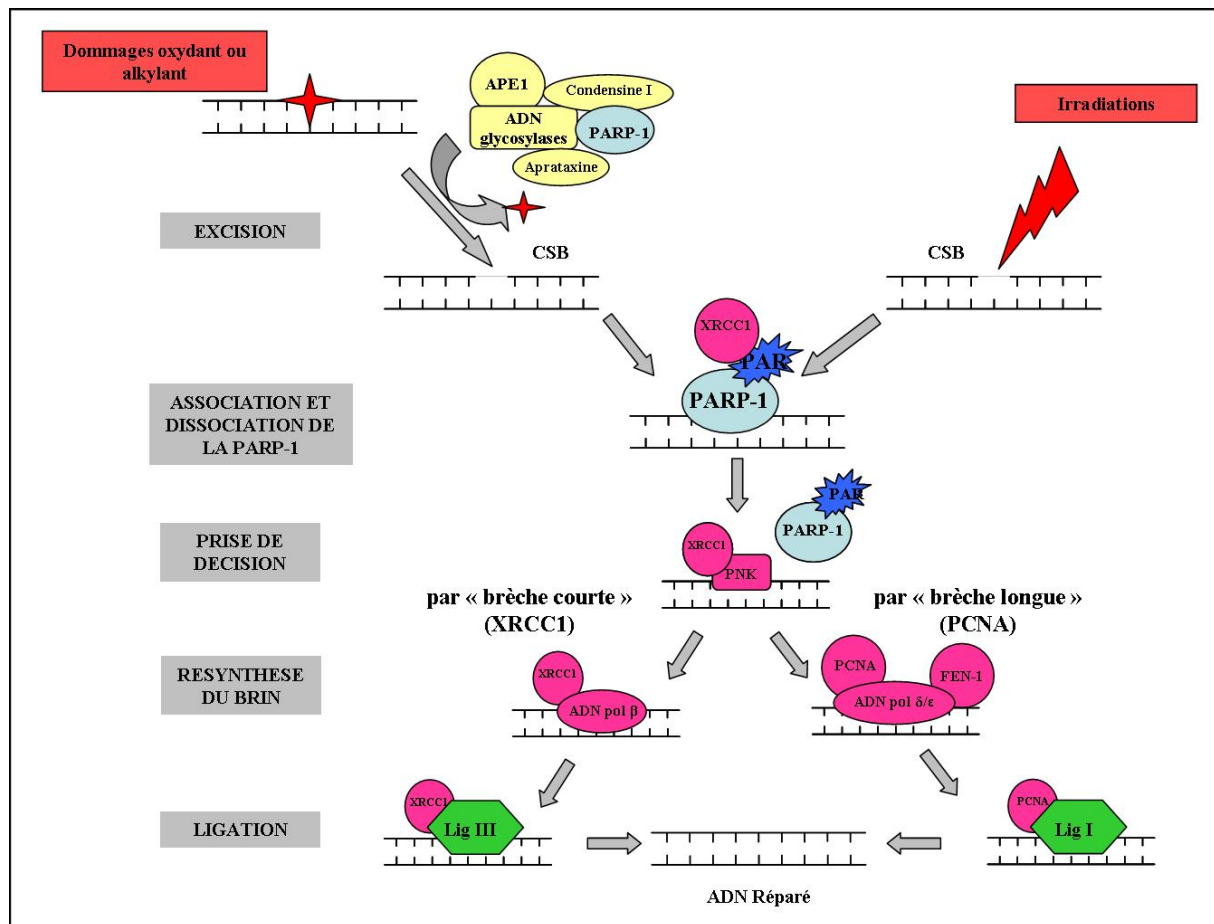 Dommages oxydant ou
alkylant
APE1
Condensine I
ADN
glycosylases
PARP-1
Aprataxine
Irradiations
EXCISION
CSB
CSB
XRCC1
PAR
PARP-1
ASSOCIATION ET
DISSOCIATION DE
LA PARP-1
PAR
PARP-1
PRISE DE
DECISION
XRCC1
PNK
par « brèche courte »
(XRCC1)
par « brèche longue »
(PCNA)
RESYNTHESE
DU BRIN
XRCC1
ADN pol β
PCNA
FEN-1
ADN pol δ/ε
LIGATION
XRCC1
Lig III
PCNA
Lig I
ADN Réparé